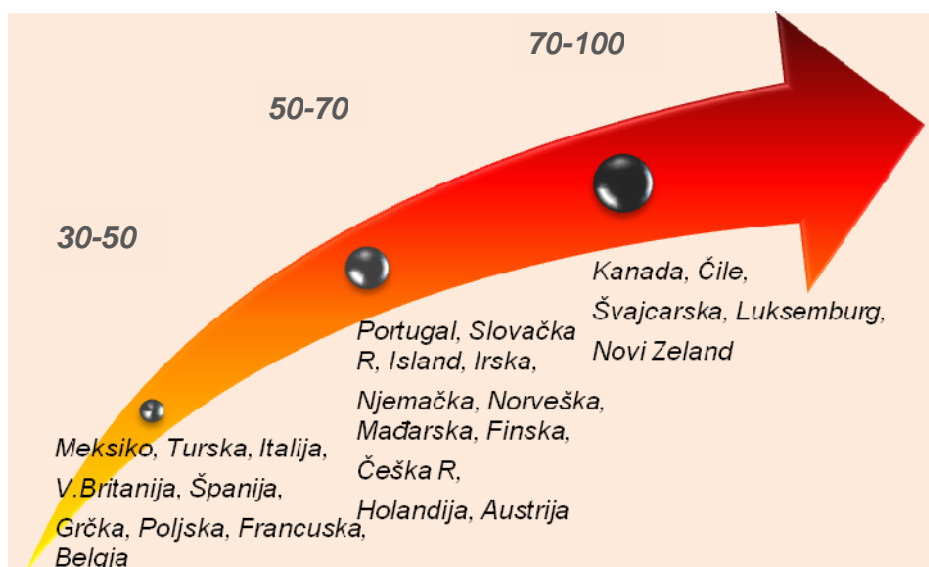 70-100
50-70
30-50
Kanada, Čile,
Švajcarska, Luksemburg,
Novi Zeland
Portugal, Slovačka
R, Island, Irska,
Njemačka, Norveška,
Mađarska, Finska,
Češka R,
Holandija, Austrija
Meksiko, Turska, Italija,
V.Britanija, Španija,
Grčka, Poljska, Francuska,
Belgia